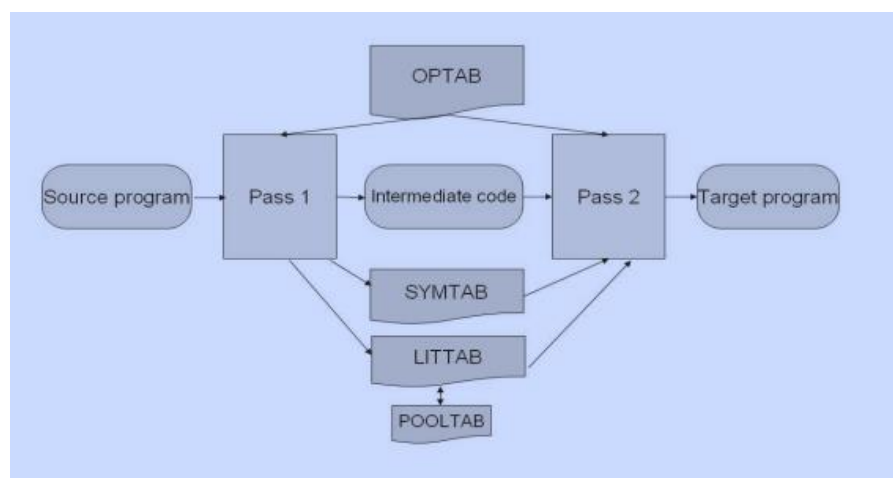 OPTAB
Source program
Pass 1
Intermediate code
Pass 2
Target program
SYMTAB
LITTAB
POOLTAB